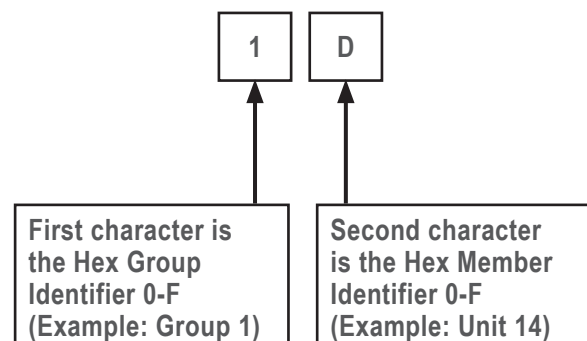 1 D
First character is
the Hex Group
Identifier 0-F
(Example: Group 1)
Second character
is the Hex Member
Identifier 0-F
(Example: Unit 14)